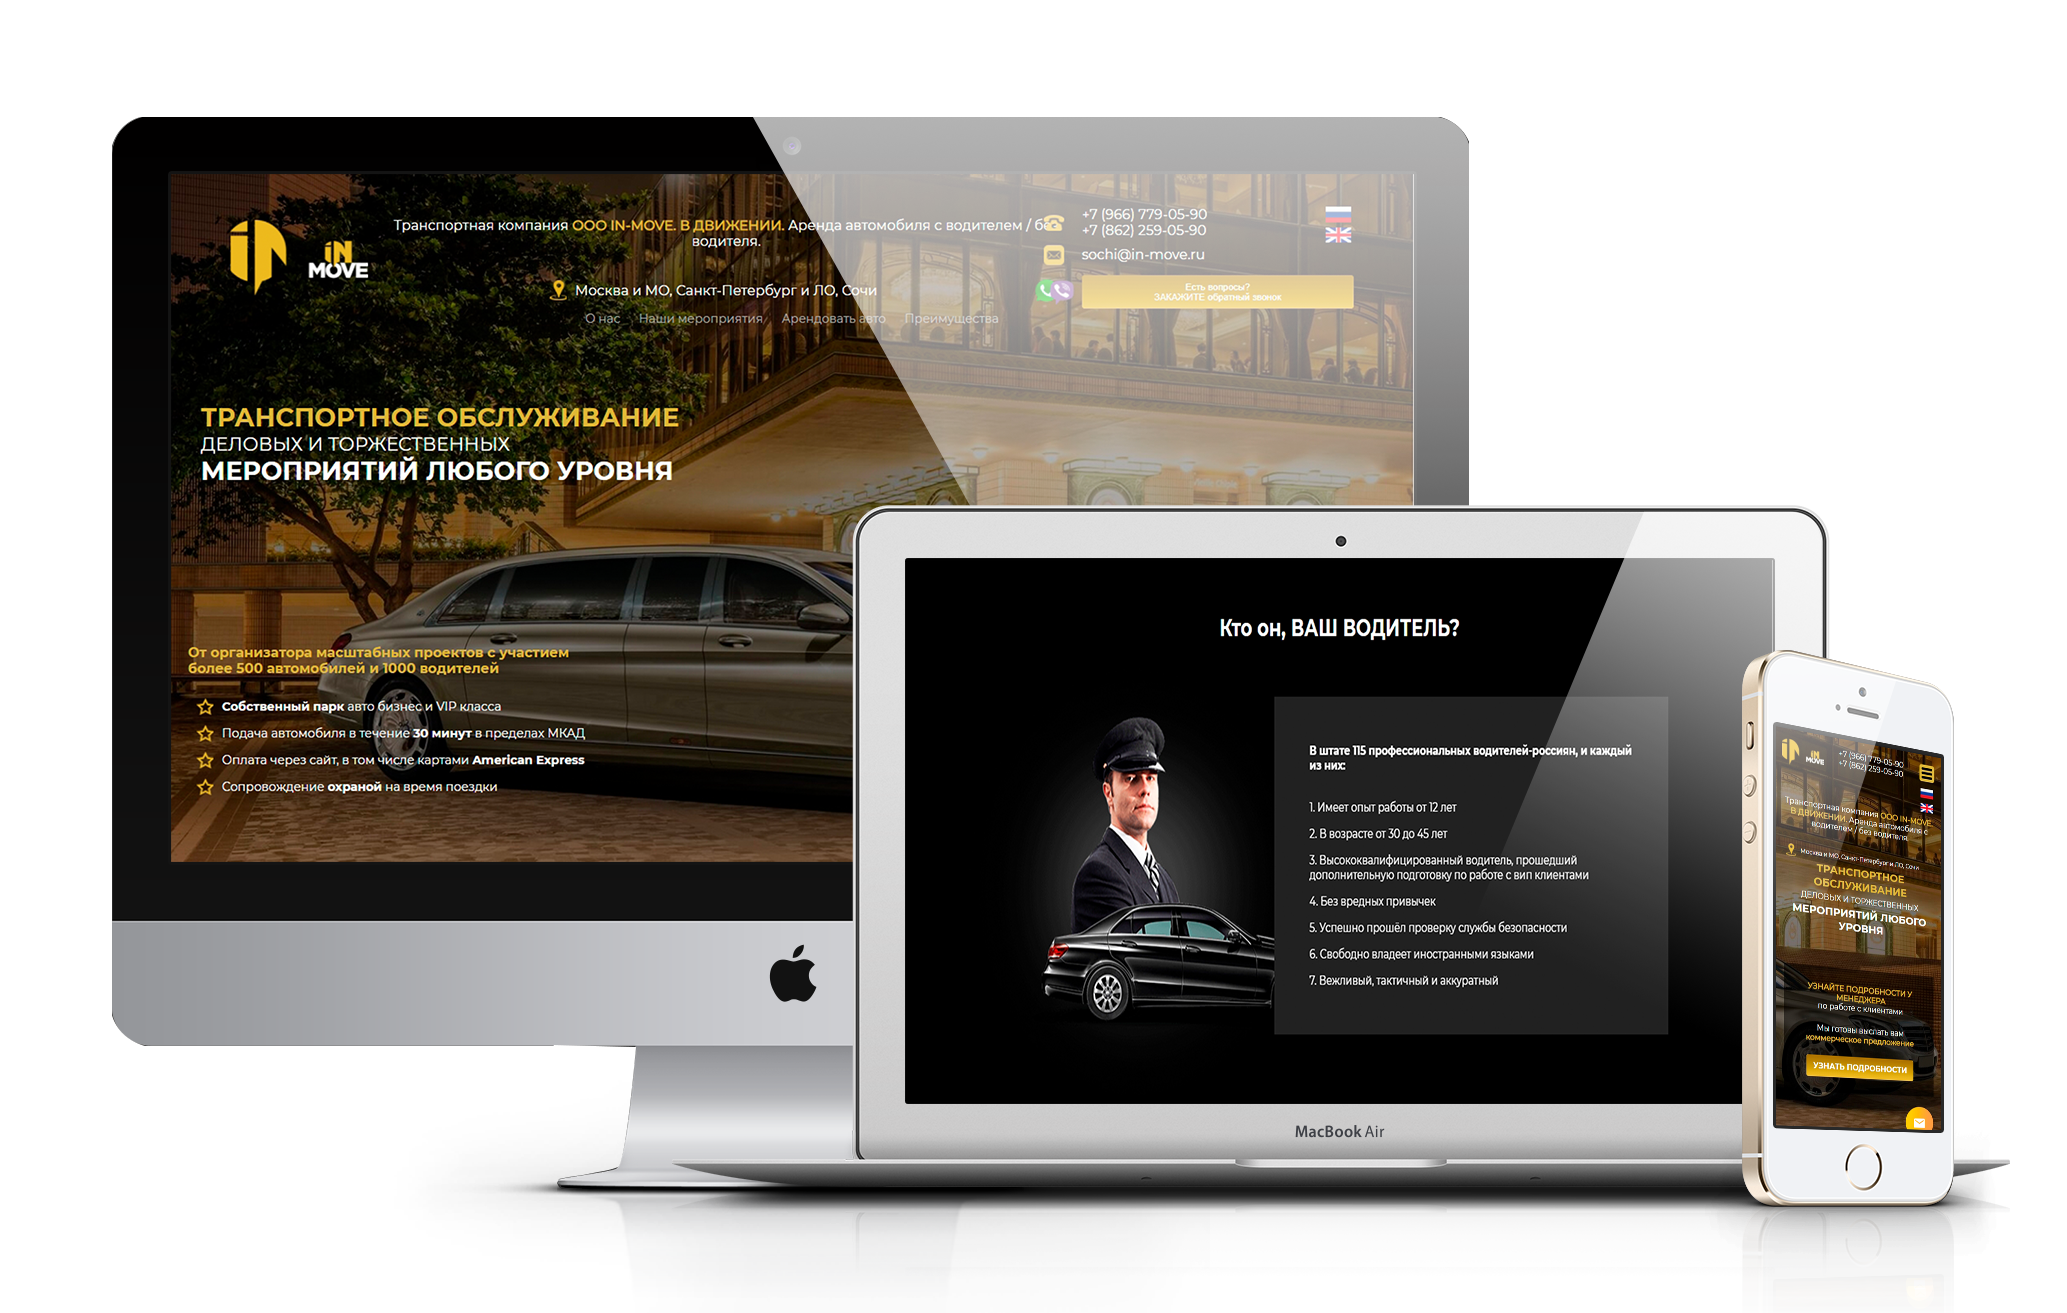 iP
iN
MOVE
Транспортная компания ООО IN-MOVE. В ДВИЖЕНИИ. Аренда автомобиля с водителем / без
водителя.
Москва и МО, Санкт-Петербург и ЛО, Сочи
О нас Наши мероприятия Арендовать авто Преимущества
+7 (966) 779-05-90
+7 (862) 259-05-90
sochi@in-move.ru
Есть вопросы?
ЗАКАЖИТЕ обратный звонок
ТРАНСПОРТНОЕ ОБСЛУЖИВАНИЕ
ДЕЛОВЫХ И ТОРЖЕСТВЕННЫХ
МЕРОПРИЯТИЙ ЛЮБОГО УРОВНЯ
От организатора масштабных проектов с участием
более 500 автомобилей и 1000 водителей
Собственный парк авто бизнес и VIP класса
Подача автомобиля в течение 30 минут в пределах МКАД
Оплата через сайт, в том числе картами American Express
Сопровождение охраной на время поездки
Кто он, ВАШ ВОДИТЕЛЬ?
В штате 115 профессиональных водителей-россиян, и каждый
из них:
1. Имеет опыт работы от 12 лет
2. В возрасте от 30 до 45 лет
3. Высококвалифицированный водитель, прошедший
дополнительную подготовку по работе с вип клиентами
4. Без вредных привычек
5. Успешно прошёл проверку службы безопасности
6. Свободно владеет иностранными языками
7. Вежливый, тактичный и аккуратный
MacBook Air
iP
iN
MOVE
+7 (966) 779-05-90
+7 (862) 259-05-90
Транспортная компания ООО IN-MOVE.
В ДВИЖЕНИИ. Аренда автомобиля с
водителем / без водителя.
Москва и МО, Санкт-Петербург и ЛО, Сочи
ТРАНСПОРТНОЕ
ОБСЛУЖИВАНИЕ
ДЕЛОВЫХ И ТОРЖЕСТВЕННЫХ
МЕРОПРИЯТИЙ ЛЮБОГО
УРОВНЯ
УЗНАЙТЕ ПОДРОБНОСТИ У
МЕНЕДЖЕРА
по работе с клиентами
Мы готовы выслать вам
коммерческое предложение
УЗНАТЬ ПОДРОБНОСТИ